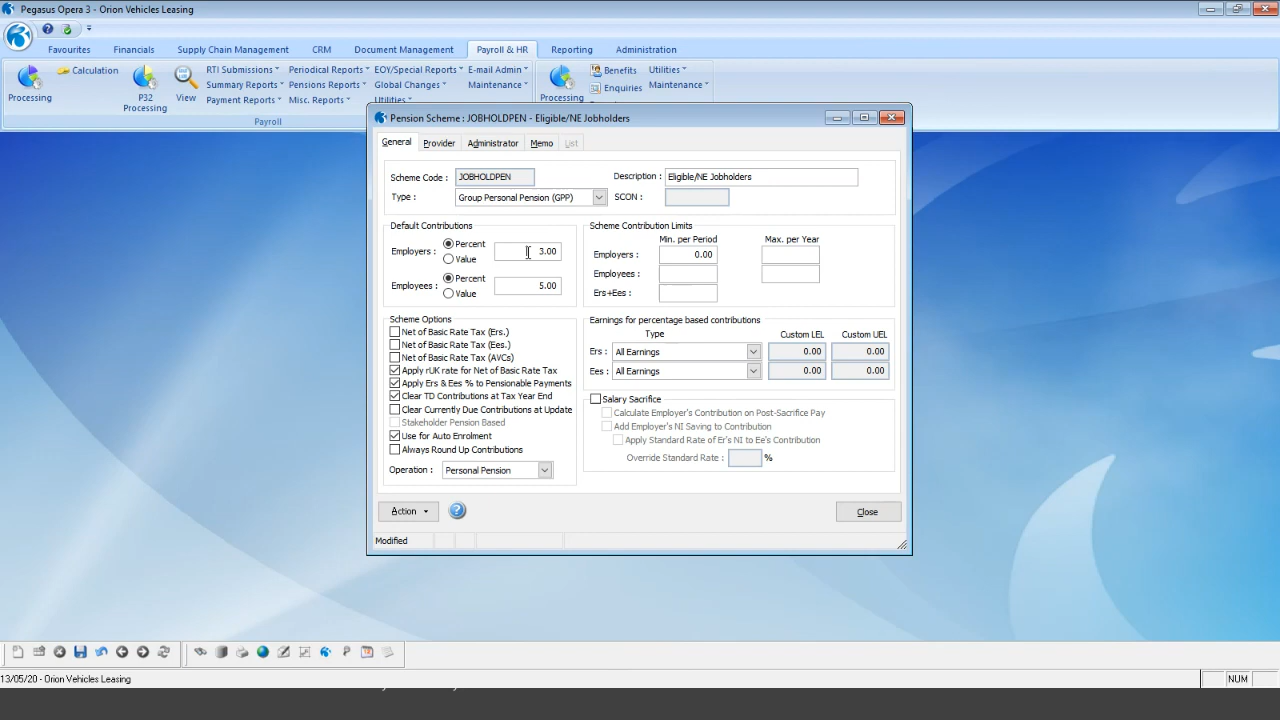 Pegasus Opera 3 - Orion Vehicles Leasing
Favourites Financials Supply Chain Management CRM Document Management Payroll & HR Reporting Administration
Processing
Calculation
P32 Processing
View
RTI Submissions Periodical Reports EOY/Special Reports E-mail Admin
Summary Reports Pensions Reports Global Changes Maintenance
Payment Reports Misc. Reports Utilities
Payroll
Processing
Benefits Utilities
Enquiries Maintenance
Pension Scheme : JOBHOLDPEN - Eligible/NE Jobholders
General Provider Administrator Memo List
Scheme Code : JOBHOLDPEN Description : Eligible/NE Jobholders
Type : Group Personal Pension (GPP) SCON :
Default Contributions
Employers : Percent 3.00
Value
Employees : Percent 5.00
Value
Scheme Contribution Limits
Min. per Period Max. per Year
Employers : 0.00
Employees :
Ers+Ees :
Scheme Options
Net of Basic Rate Tax (Ers.)
Net of Basic Rate Tax (Ees.)
Net of Basic Rate Tax (AVCs)
Apply rUK rate for Net of Basic Rate Tax
Apply Ers & Ees % to Pensionable Payments
Clear TD Contributions at Tax Year End
Clear Currently Due Contributions at Update
Stakeholder Pension Based
Use for Auto Enrolment
Always Round Up Contributions
Operation : Personal Pension
Earnings for percentage based contributions
Type Custom LEL Custom UEL
Ers : All Earnings 0.00 0.00
Ees : All Earnings 0.00 0.00
Salary Sacrifice
Calculate Employer's Contribution on Post-Sacrifice Pay
Add Employer's NI Saving to Contribution
Apply Standard Rate of Er's NI to Ee's Contribution
Override Standard Rate : %
Action Close
Modified
13/05/20 - Orion Vehicles Leasing NUM